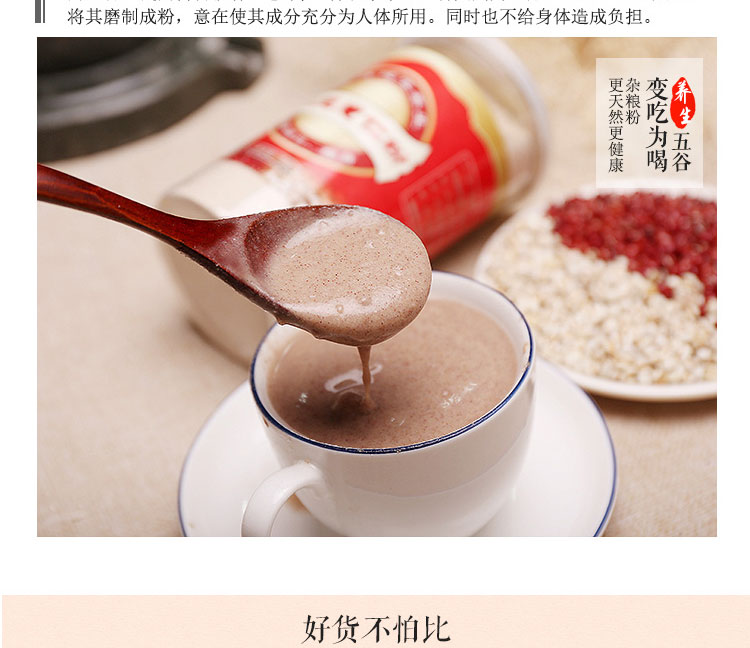 将其磨制成粉，意在使其成分充分为人体所用。同时也不给身体造成负担。
养生五谷
变吃为喝
杂粮粉
更天然更健康
好货不怕比